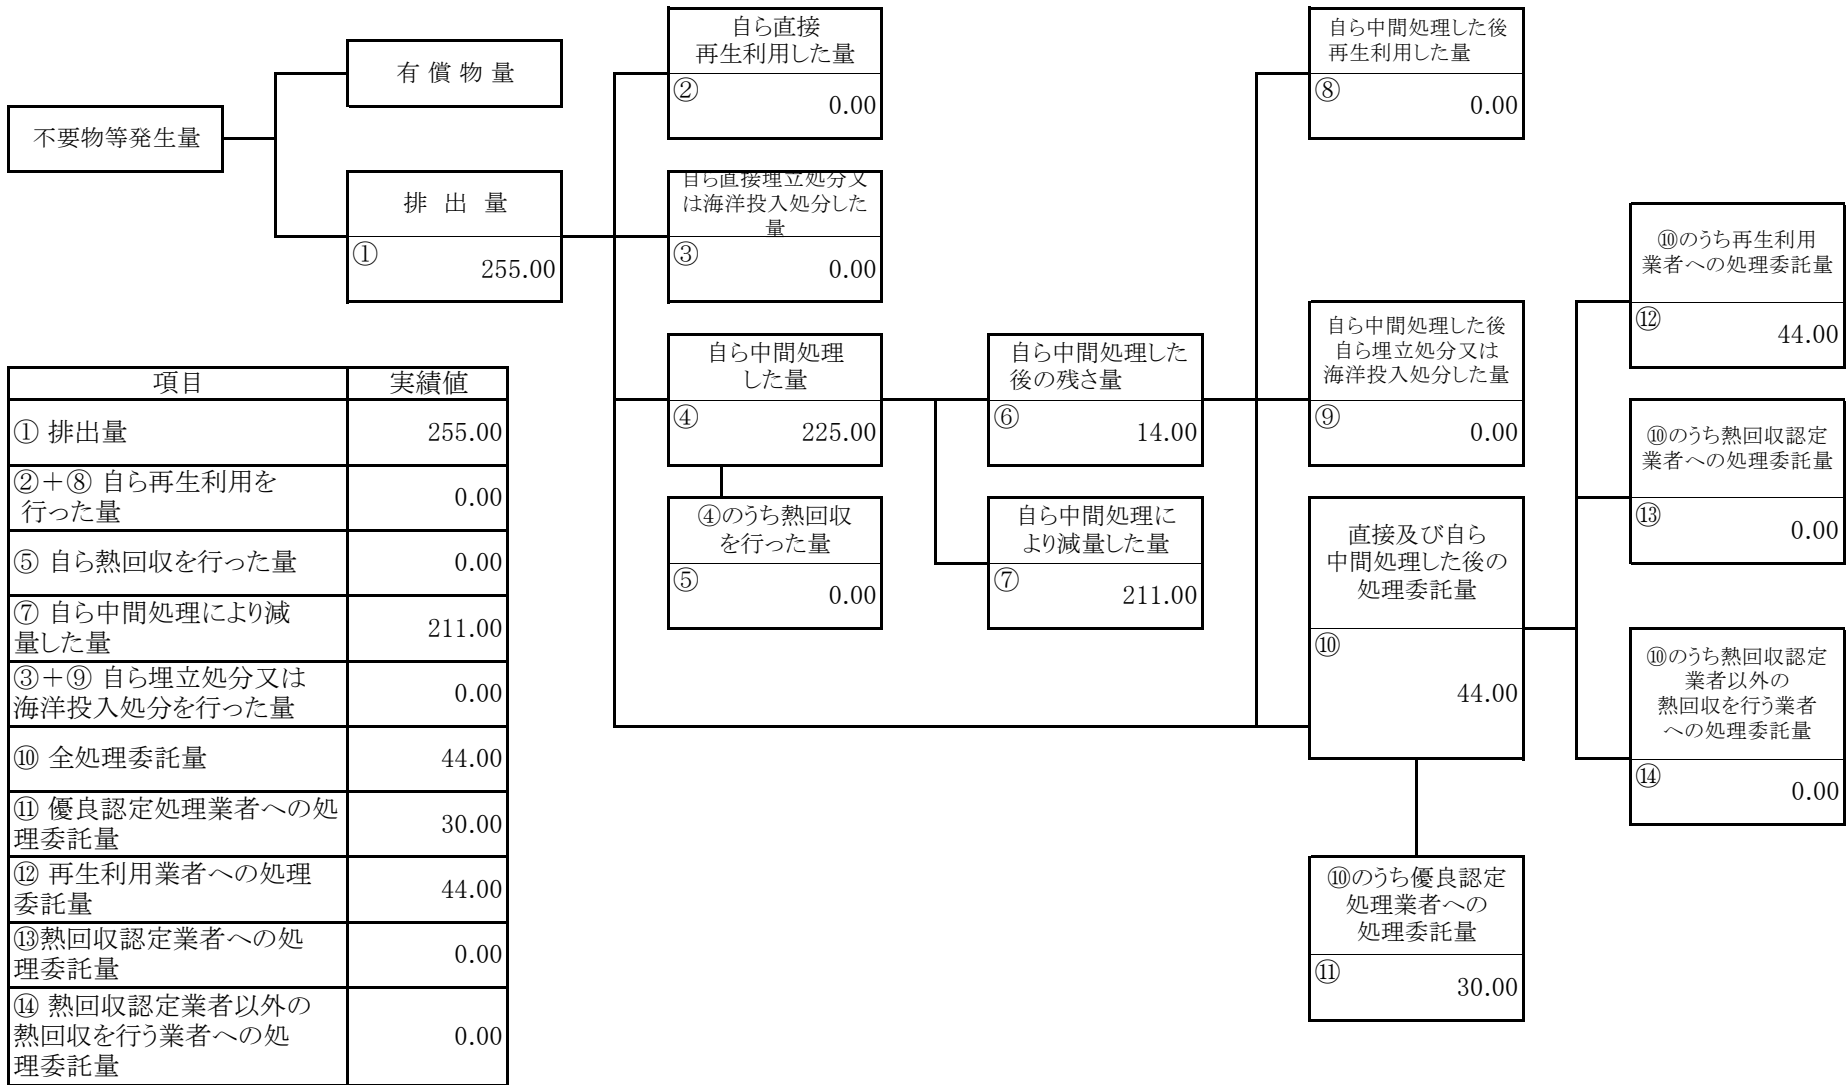 不要物等発生量
有 償 物 量
排 出 量
①
255.00
自ら直接
再生利用した量
②
0.00
自ら直接埋立処分又
は海洋投入処分した
量
③
0.00
自ら中間処理
した量
④
225.00
④のうち熱回収
を行った量
⑤
0.00
自ら中間処理した
後の残さ量
⑥
14.00
自ら中間処理に
より減量した量
⑦
211.00
自ら中間処理した後
再生利用した量
⑧
0.00
自ら中間処理した後
自ら埋立処分又は
海洋投入処分した量
⑨
0.00
直接及び自ら
中間処理した後の
処理委託量
⑩
44.00
⑩のうち優良認定
処理業者への
処理委託量
⑪
30.00
⑩のうち再生利用
業者への処理委託量
⑫
44.00
⑩のうち熱回収認定
業者への処理委託量
⑬
0.00
⑩のうち熱回収認定
業者以外の
熱回収を行う業者
への処理委託量
⑭
0.00
項目 実績値
① 排出量 255.00
②＋⑧ 自ら再生利用を
行った量 0.00
⑤ 自ら熱回収を行った量 0.00
⑦ 自ら中間処理により減
量した量 211.00
③＋⑨ 自ら埋立処分又は
海洋投入処分を行った量 0.00
⑩ 全処理委託量 44.00
⑪ 優良認定処理業者への処
理委託量 30.00
⑫ 再生利用業者への処理
委託量 44.00
⑬熱回収認定業者への処
理委託量 0.00
⑭ 熱回収認定業者以外の
熱回収を行う業者への処
理委託量 0.00